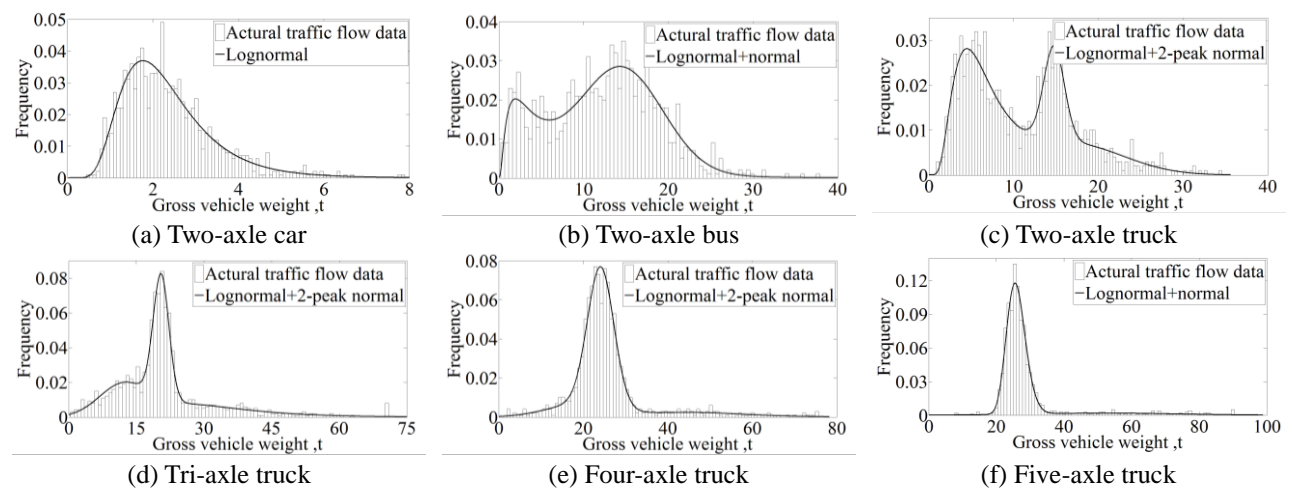 0.05
0.04
0.03
0.02
0.01
0
Frequency
Actural traffic flow data
Lognormal
0 2 4 6 8
Gross vehicle weight ,t
(a) Two-axle car
0.04
0.03
0.02
0.01
0
Frequency
Actural traffic flow data
Lognormal+normal
0 10 20 30 40
Gross vehicle weight ,t
(b) Two-axle bus
0.03
0.02
0.01
0
Frequency
Actural traffic flow data
Lognormal+2-peak normal
0 10 20 30 40
Gross vehicle weight ,t
(c) Two-axle truck
0.08
0.06
0.04
0.02
0
Frequency
Actural traffic flow data
Lognormal+2-peak normal
0 15 30 45 60 75
Gross vehicle weight ,t
(d) Tri-axle truck
0.08
0.06
0.04
0.02
0
Frequency
Actural traffic flow data
Lognormal+2-peak normal
0 20 40 60 80
Gross vehicle weight ,t
(e) Four-axle truck
0.12
0.09
0.06
0.03
0
Frequency
Actural traffic flow data
Lognormal+normal
0 20 40 60 80 100
Gross vehicle weight ,t
(f) Five-axle truck